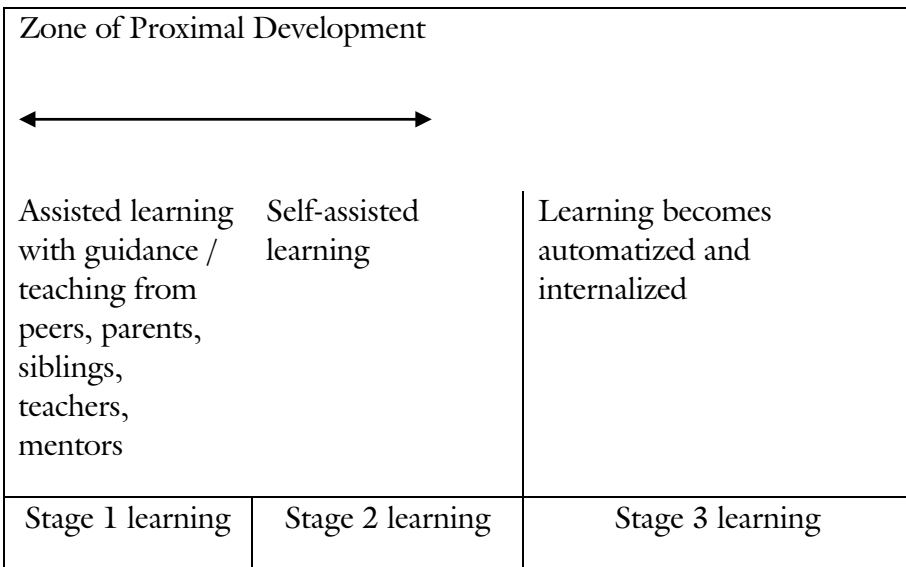 Zone of Proximal Development
Assisted learning
with guidance /
teaching from
peers, parents,
siblings,
teachers,
mentors
Self-assisted
learning
Learning becomes
automatized and
internalized
Stage 1 learning
Stage 2 learning
Stage 3 learning